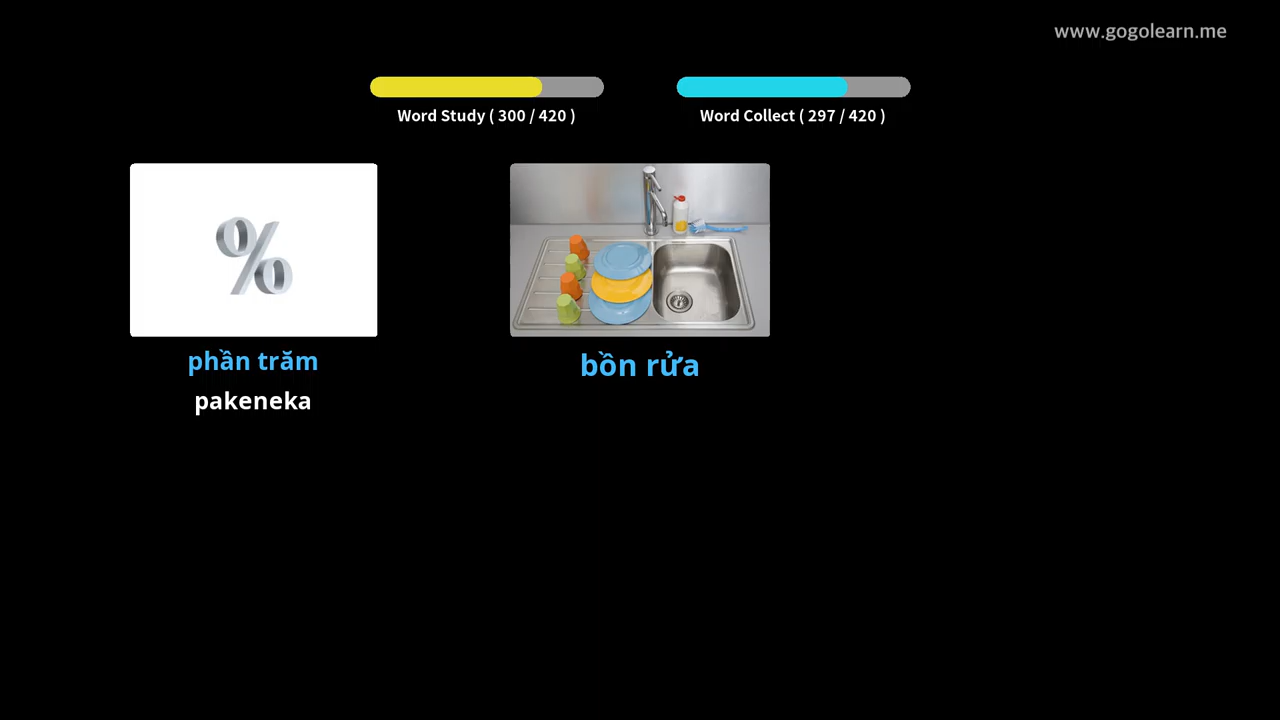 www.gogolearn.me
Word Study ( 300 / 420 )
Word Collect ( 297 / 420 )
%
phần trăm
pakeneka
bồn rửa